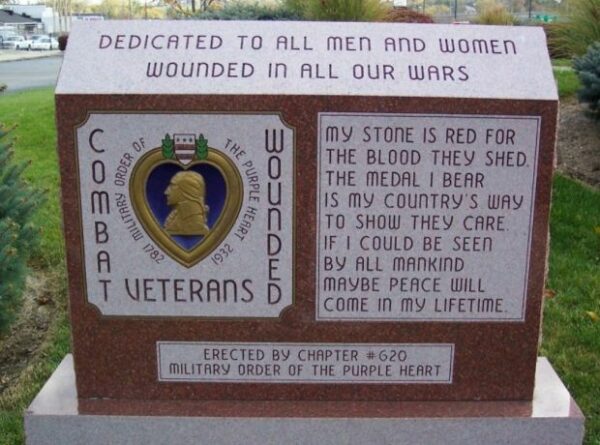 DEDICATED TO ALL MEN AND WOMEN
WOUNDED IN ALL OUR WARS
COMBAT
WOUNDED
VETERANS
MILITARY ORDER OF
THE PURPLE HEART
1782
1932
MY STONE IS RED FOR
THE BLOOD THEY SHED.
THE MEDAL I BEAR
IS MY COUNTRY'S WAY
TO SHOW THEY CARE.
IF I COULD BE SEEN
BY ALL MANKIND
MAYBE PEACE WILL
COME IN MY LIFETIME.
ERECTED BY CHAPTER #620
MILITARY ORDER OF THE PURPLE HEART